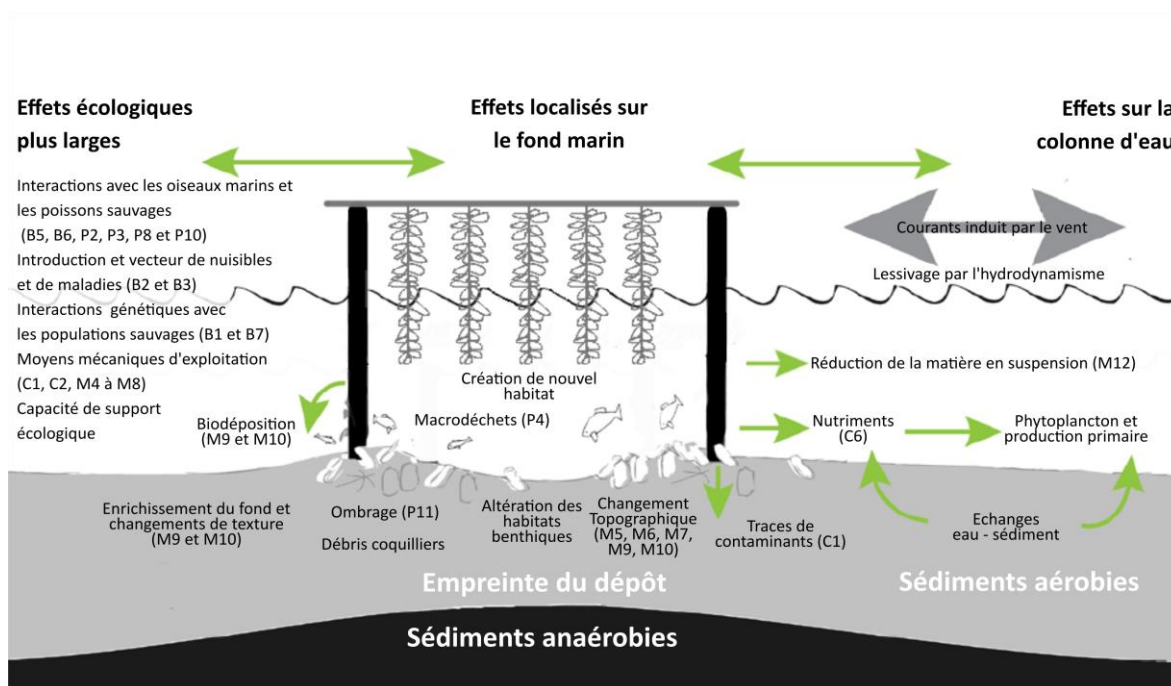 Effets écologiques
plus larges
Effets localisés sur
le fond marin
Effets sur la
colonne d'eau
Interactions avec les oiseaux marins et
les poissons sauvages
(B5, B6, P2, P3, P8 et P10)
Introduction et vecteur de nuisibles
et de maladies (B2 et B3)
Interactions génétiques avec
les populations sauvages (B1 et B7)
Moyens mécaniques d'exploitation
(C1, C2, M4 à M8)
Capacité de support
écologique
Courants induit par le vent
Lessivage par l'hydrodynamisme
Création de nouvel
habitat
Macrodéchets (P4)
Biodéposition
(M9 et M10)
Réduction de la matière en suspension (M12)
Nutriments
(C6)
Phytoplancton et
production primaire
Enrichissement du fond et
changements de texture
(M9 et M10)
Ombrage (P11)
Débris coquilliers
Altération des
habitats
benthiques
Changement
Topographique
(M5, M6, M7,
M9, M10)
Traces de
contaminants (C1)
Echanges
eau - sédiment
Empreinte du dépôt
Sédiments aérobies
Sédiments anaérobies